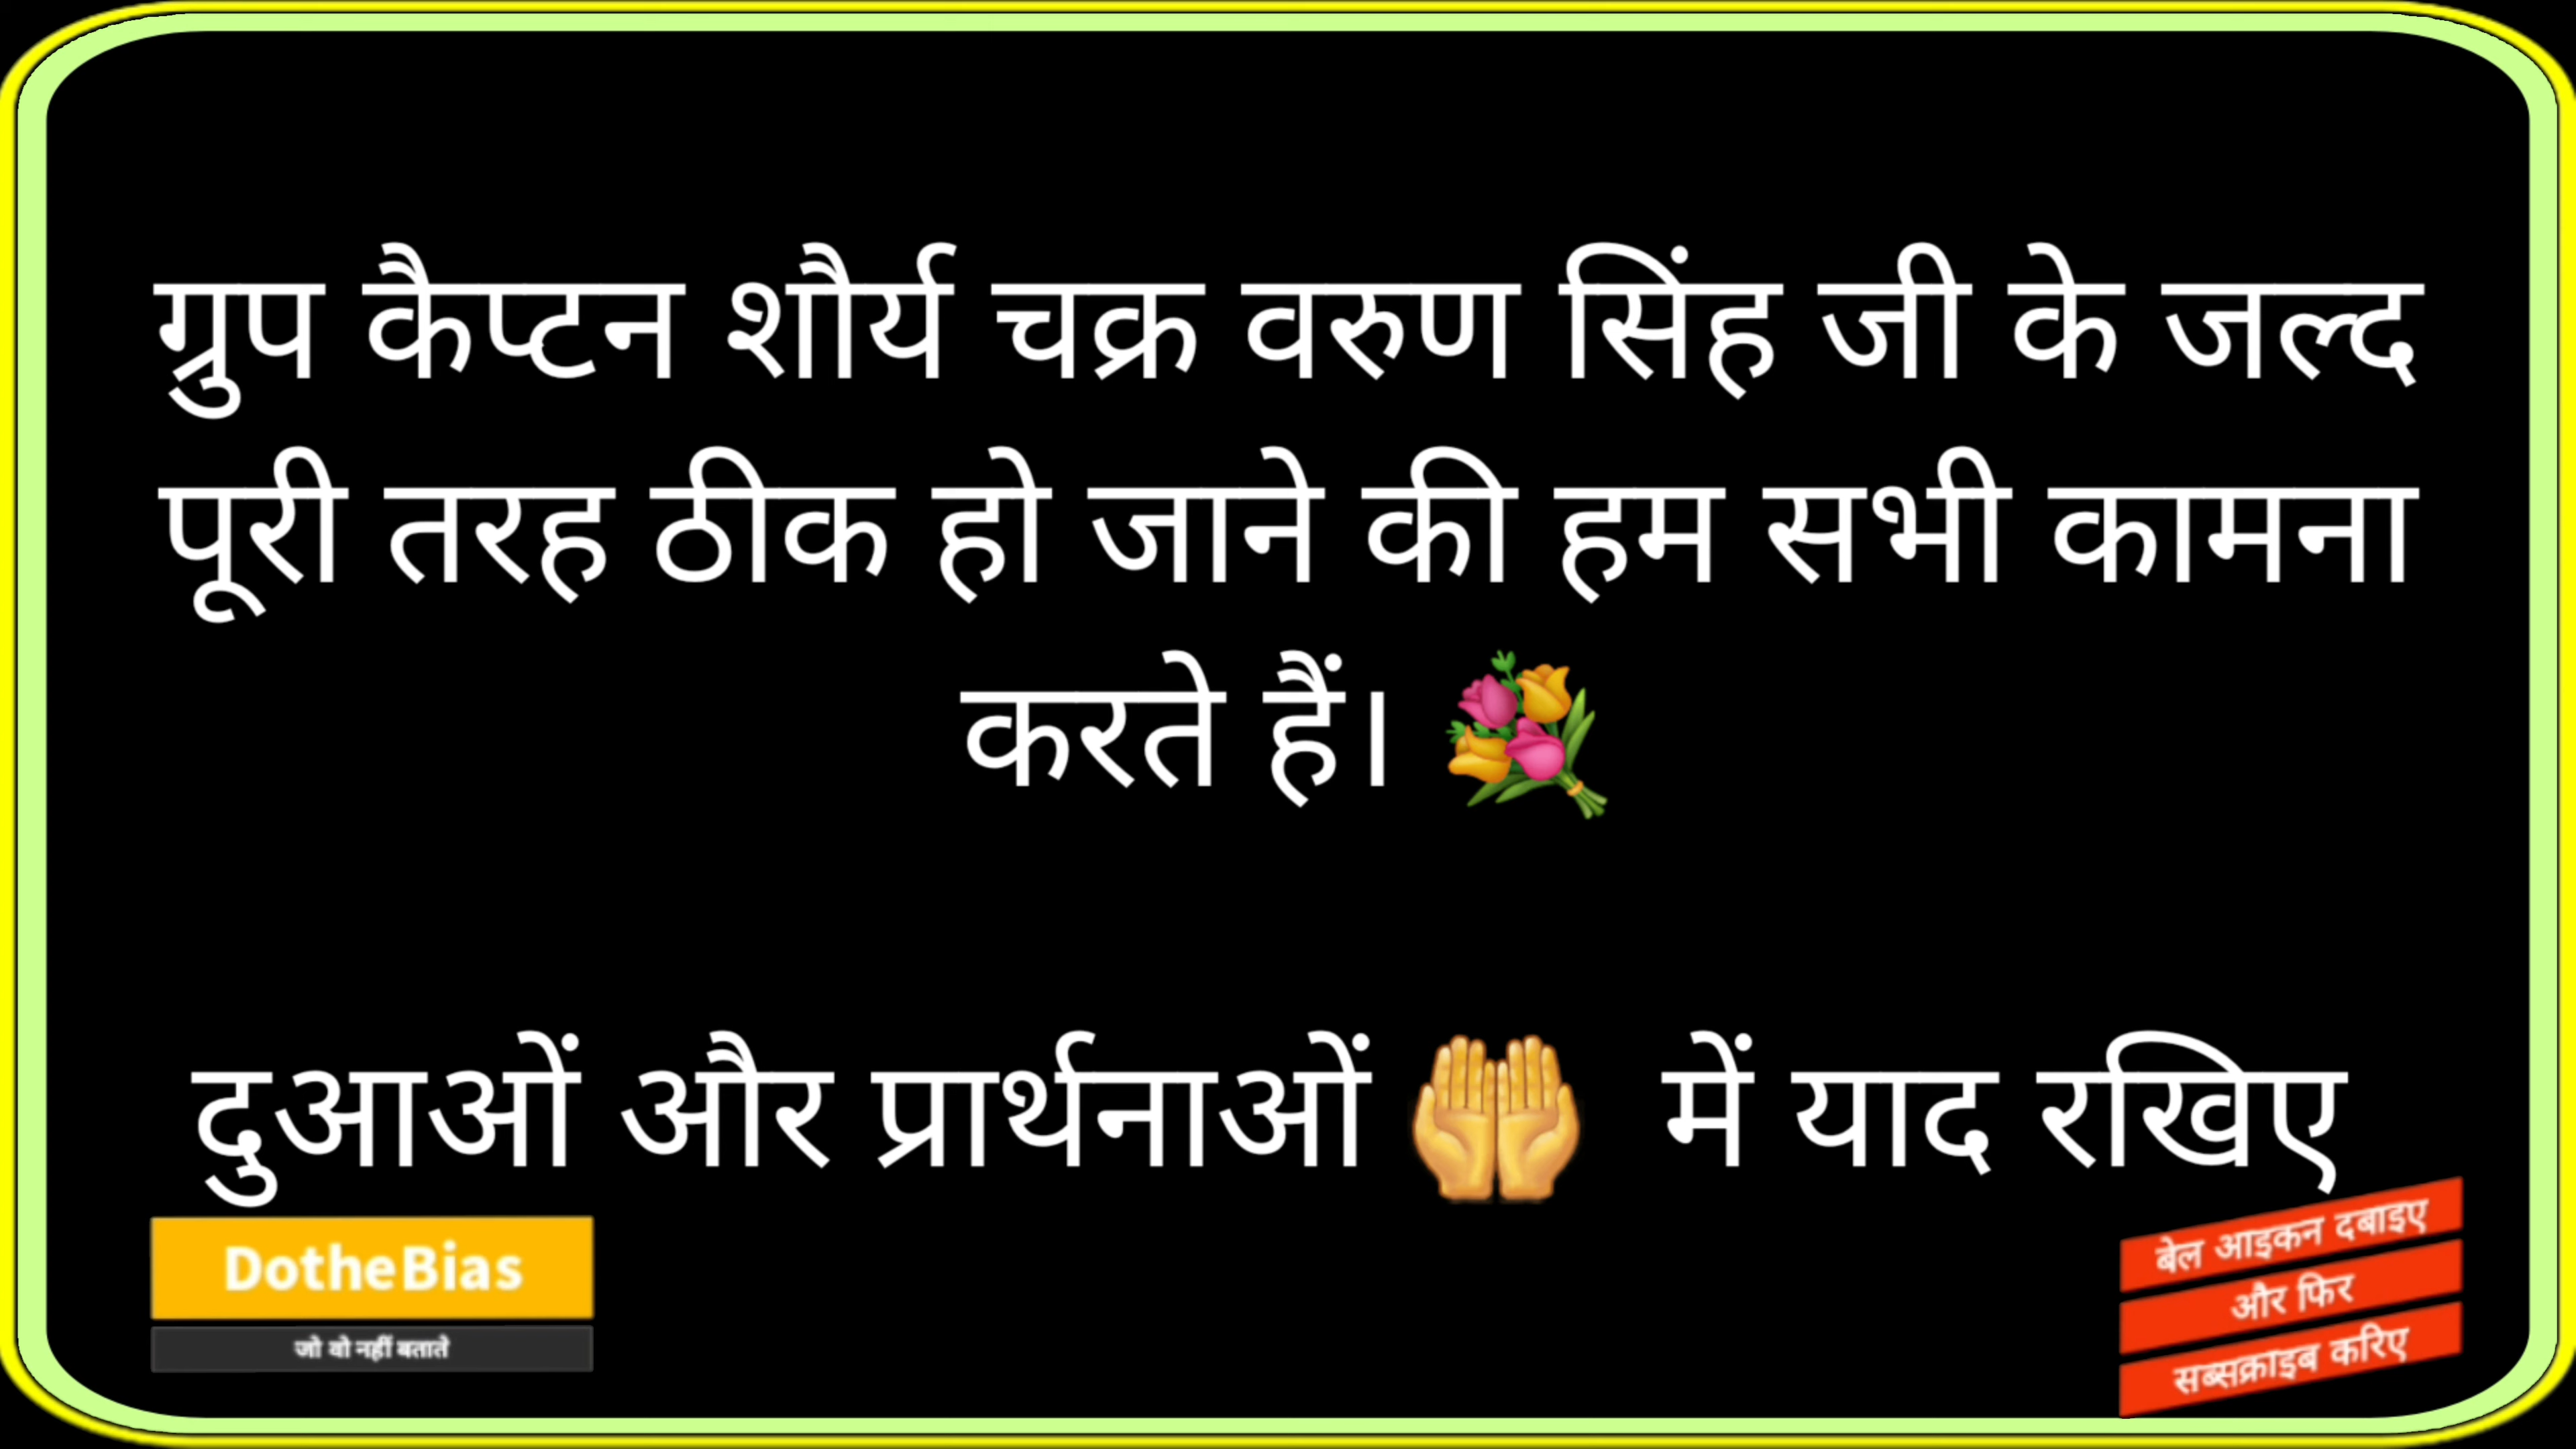 ग्रुप कैप्टन शौर्य चक्र वरुण सिंह जी के जल्द
पूरी तरह ठीक हो जाने की हम सभी कामना
करते हैं। 💐
दुआओं और प्रार्थनाओं 🤲 में याद रखिए
DotheBias
जो वो नहीं बताते
बेल आइकन दबाइए
और फिर
सब्सक्राइब करिए